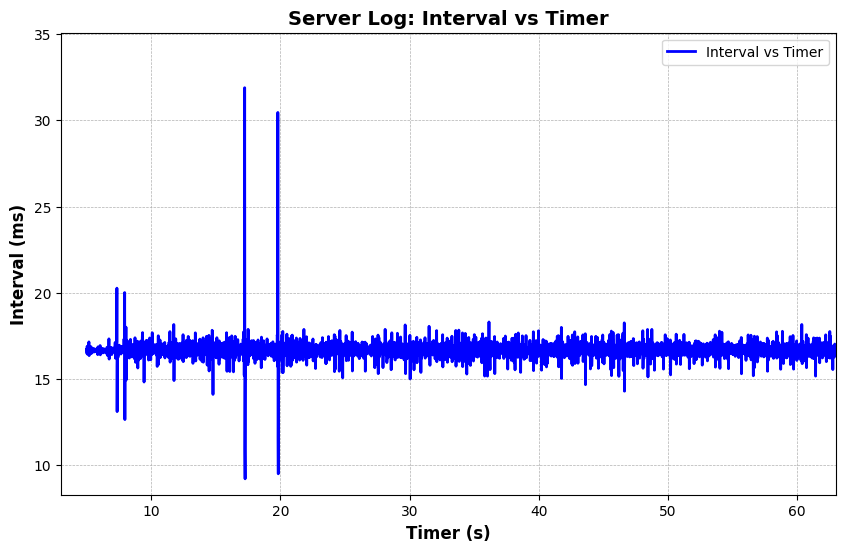 Server Log: Interval vs Timer
Interval vs Timer
35
30
25
20
15
10
Interval (ms)
10 20 30 40 50 60
Timer (s)